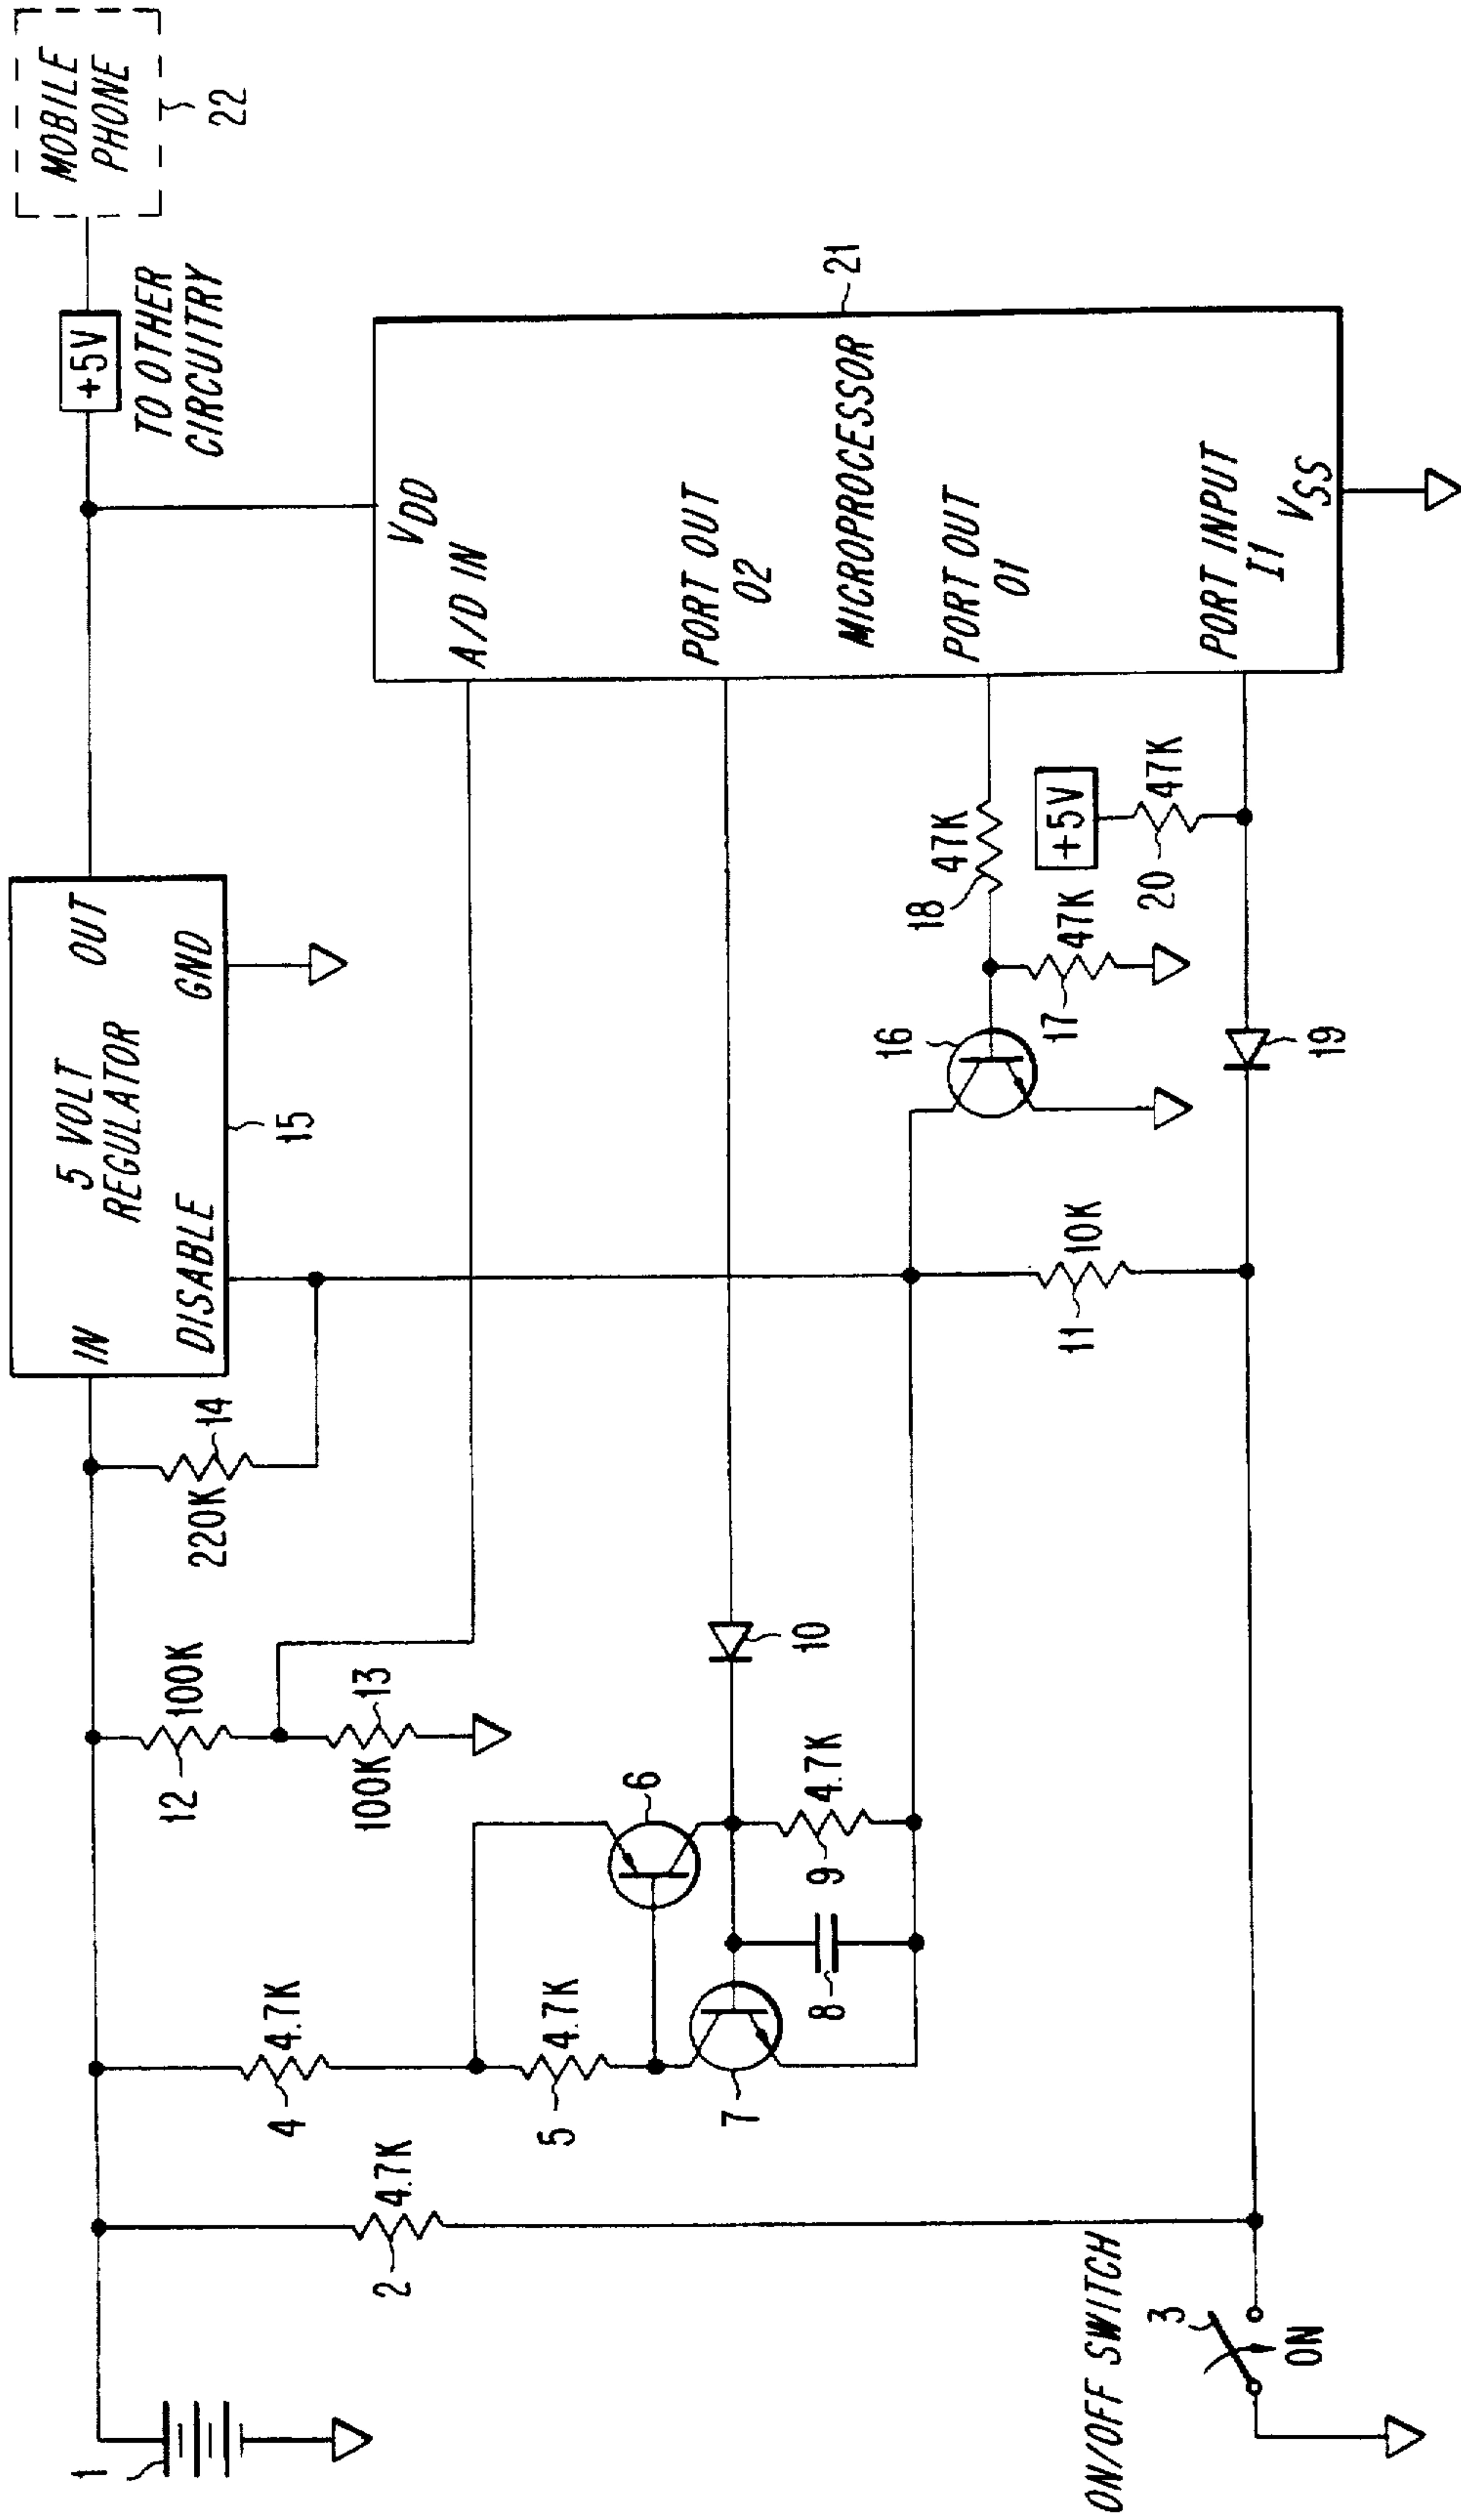 MOBILE
PHONE
22
+5V
TO OTHER
CIRCUITRY
5 VOLT
REGULATOR
IN
OUT
DISABLE
GND
15
14
220K
12
100K
13
100K
4
4.7K
5
4.7K
2
4.7K
1
6
7
8
9
4.7K
10
11
10K
16
17
47K
18
47K
+5V
20
47K
19
VDD
A/D IN
PORT OUT
02
MICROPROCESSOR
21
PORT OUT
01
PORT INPUT
I1
VSS
ON/OFF SWITCH
3
ON